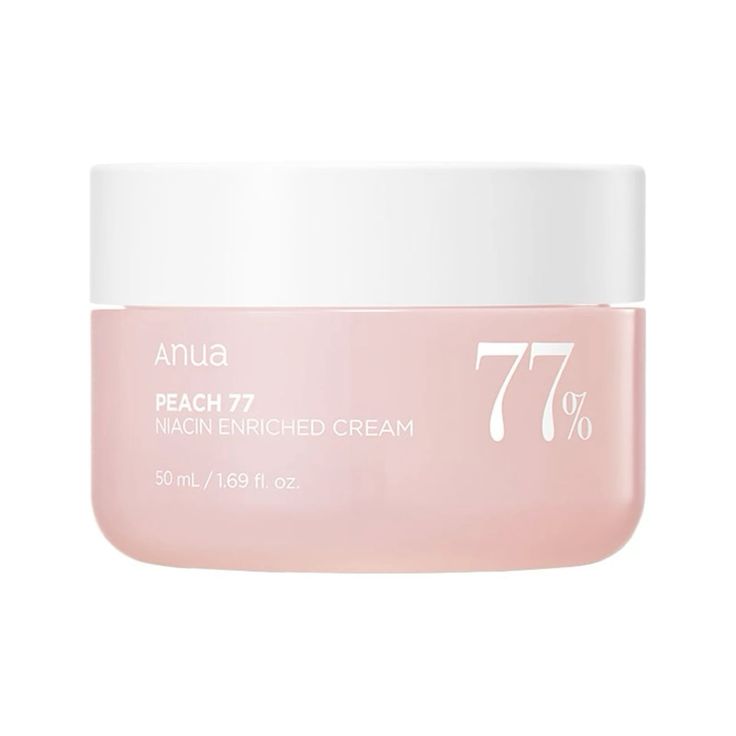 Anua
PEACH 77
NIACIN ENRICHED CREAM
50 mL / 1.69 fl. oz.
77%